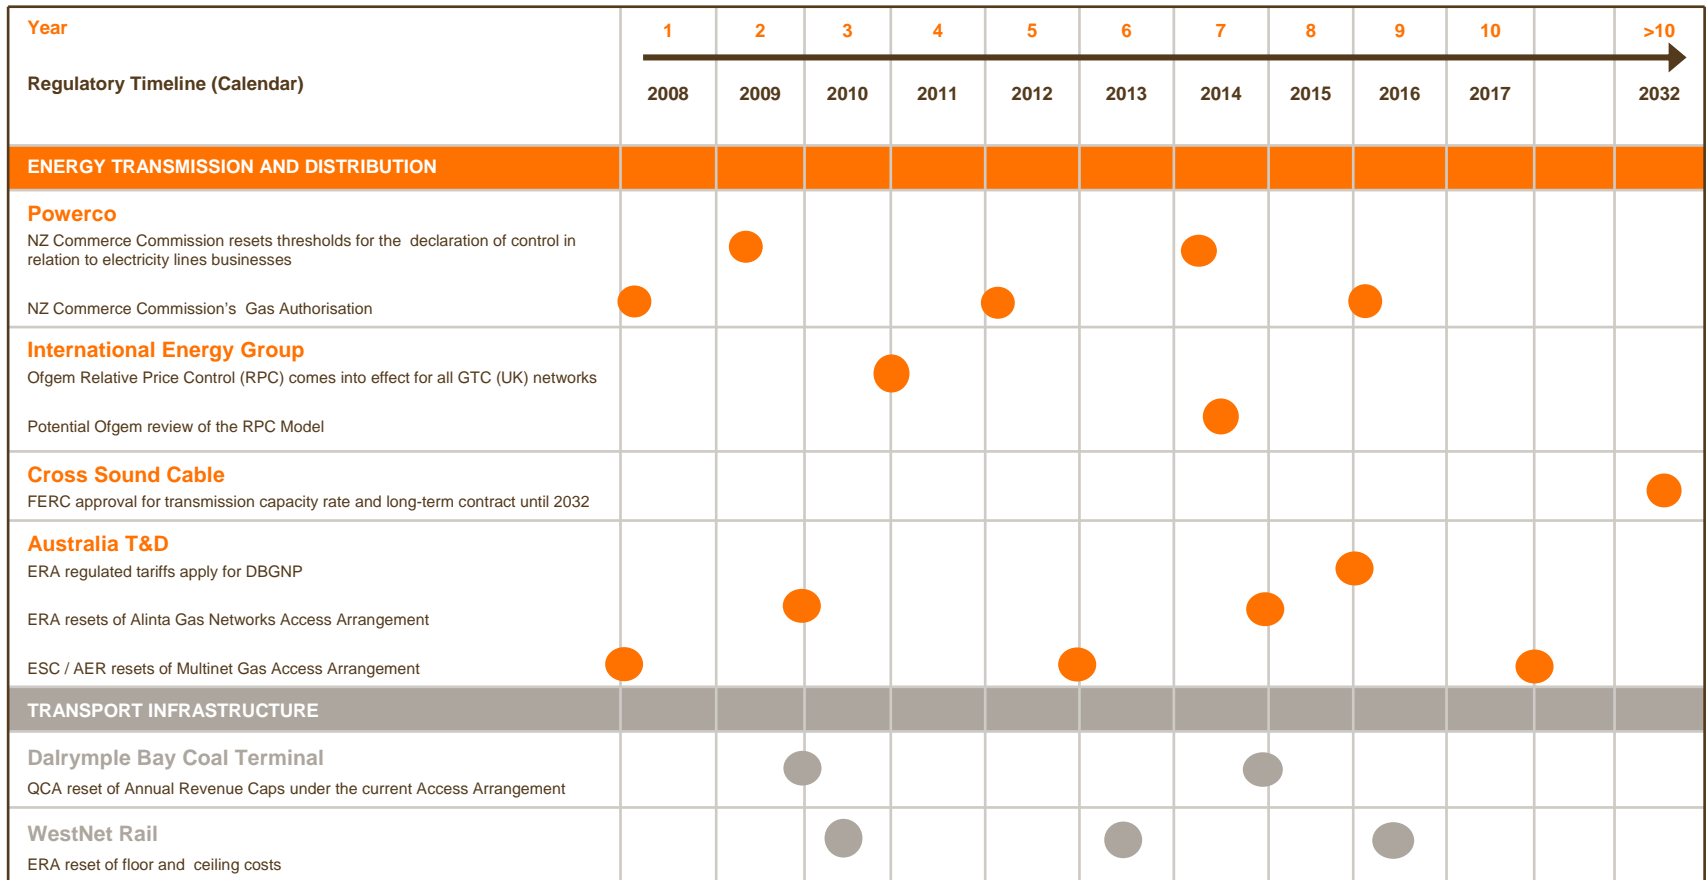 Year 1 2 3 4 5 6 7 8 9 10 >10
Regulatory Timeline (Calendar)
2008 2009 2010 2011 2012 2013 2014 2015 2016 2017 2032
ENERGY TRANSMISSION AND DISTRIBUTION
Powerco
NZ Commerce Commission resets thresholds for the declaration of control in
relation to electricity lines businesses
NZ Commerce Commission's Gas Authorisation
International Energy Group
Ofgem Relative Price Control (RPC) comes into effect for all GTC (UK) networks
Potential Ofgem review of the RPC Model
Cross Sound Cable
FERC approval for transmission capacity rate and long-term contract until 2032
Australia T&D
ERA regulated tariffs apply for DBGNP
ERA resets of Alinta Gas Networks Access Arrangement
ESC / AER resets of Multinet Gas Access Arrangement
TRANSPORT INFRASTRUCTURE
Dalrymple Bay Coal Terminal
QCA reset of Annual Revenue Caps under the current Access Arrangement
WestNet Rail
ERA reset of floor and ceiling costs